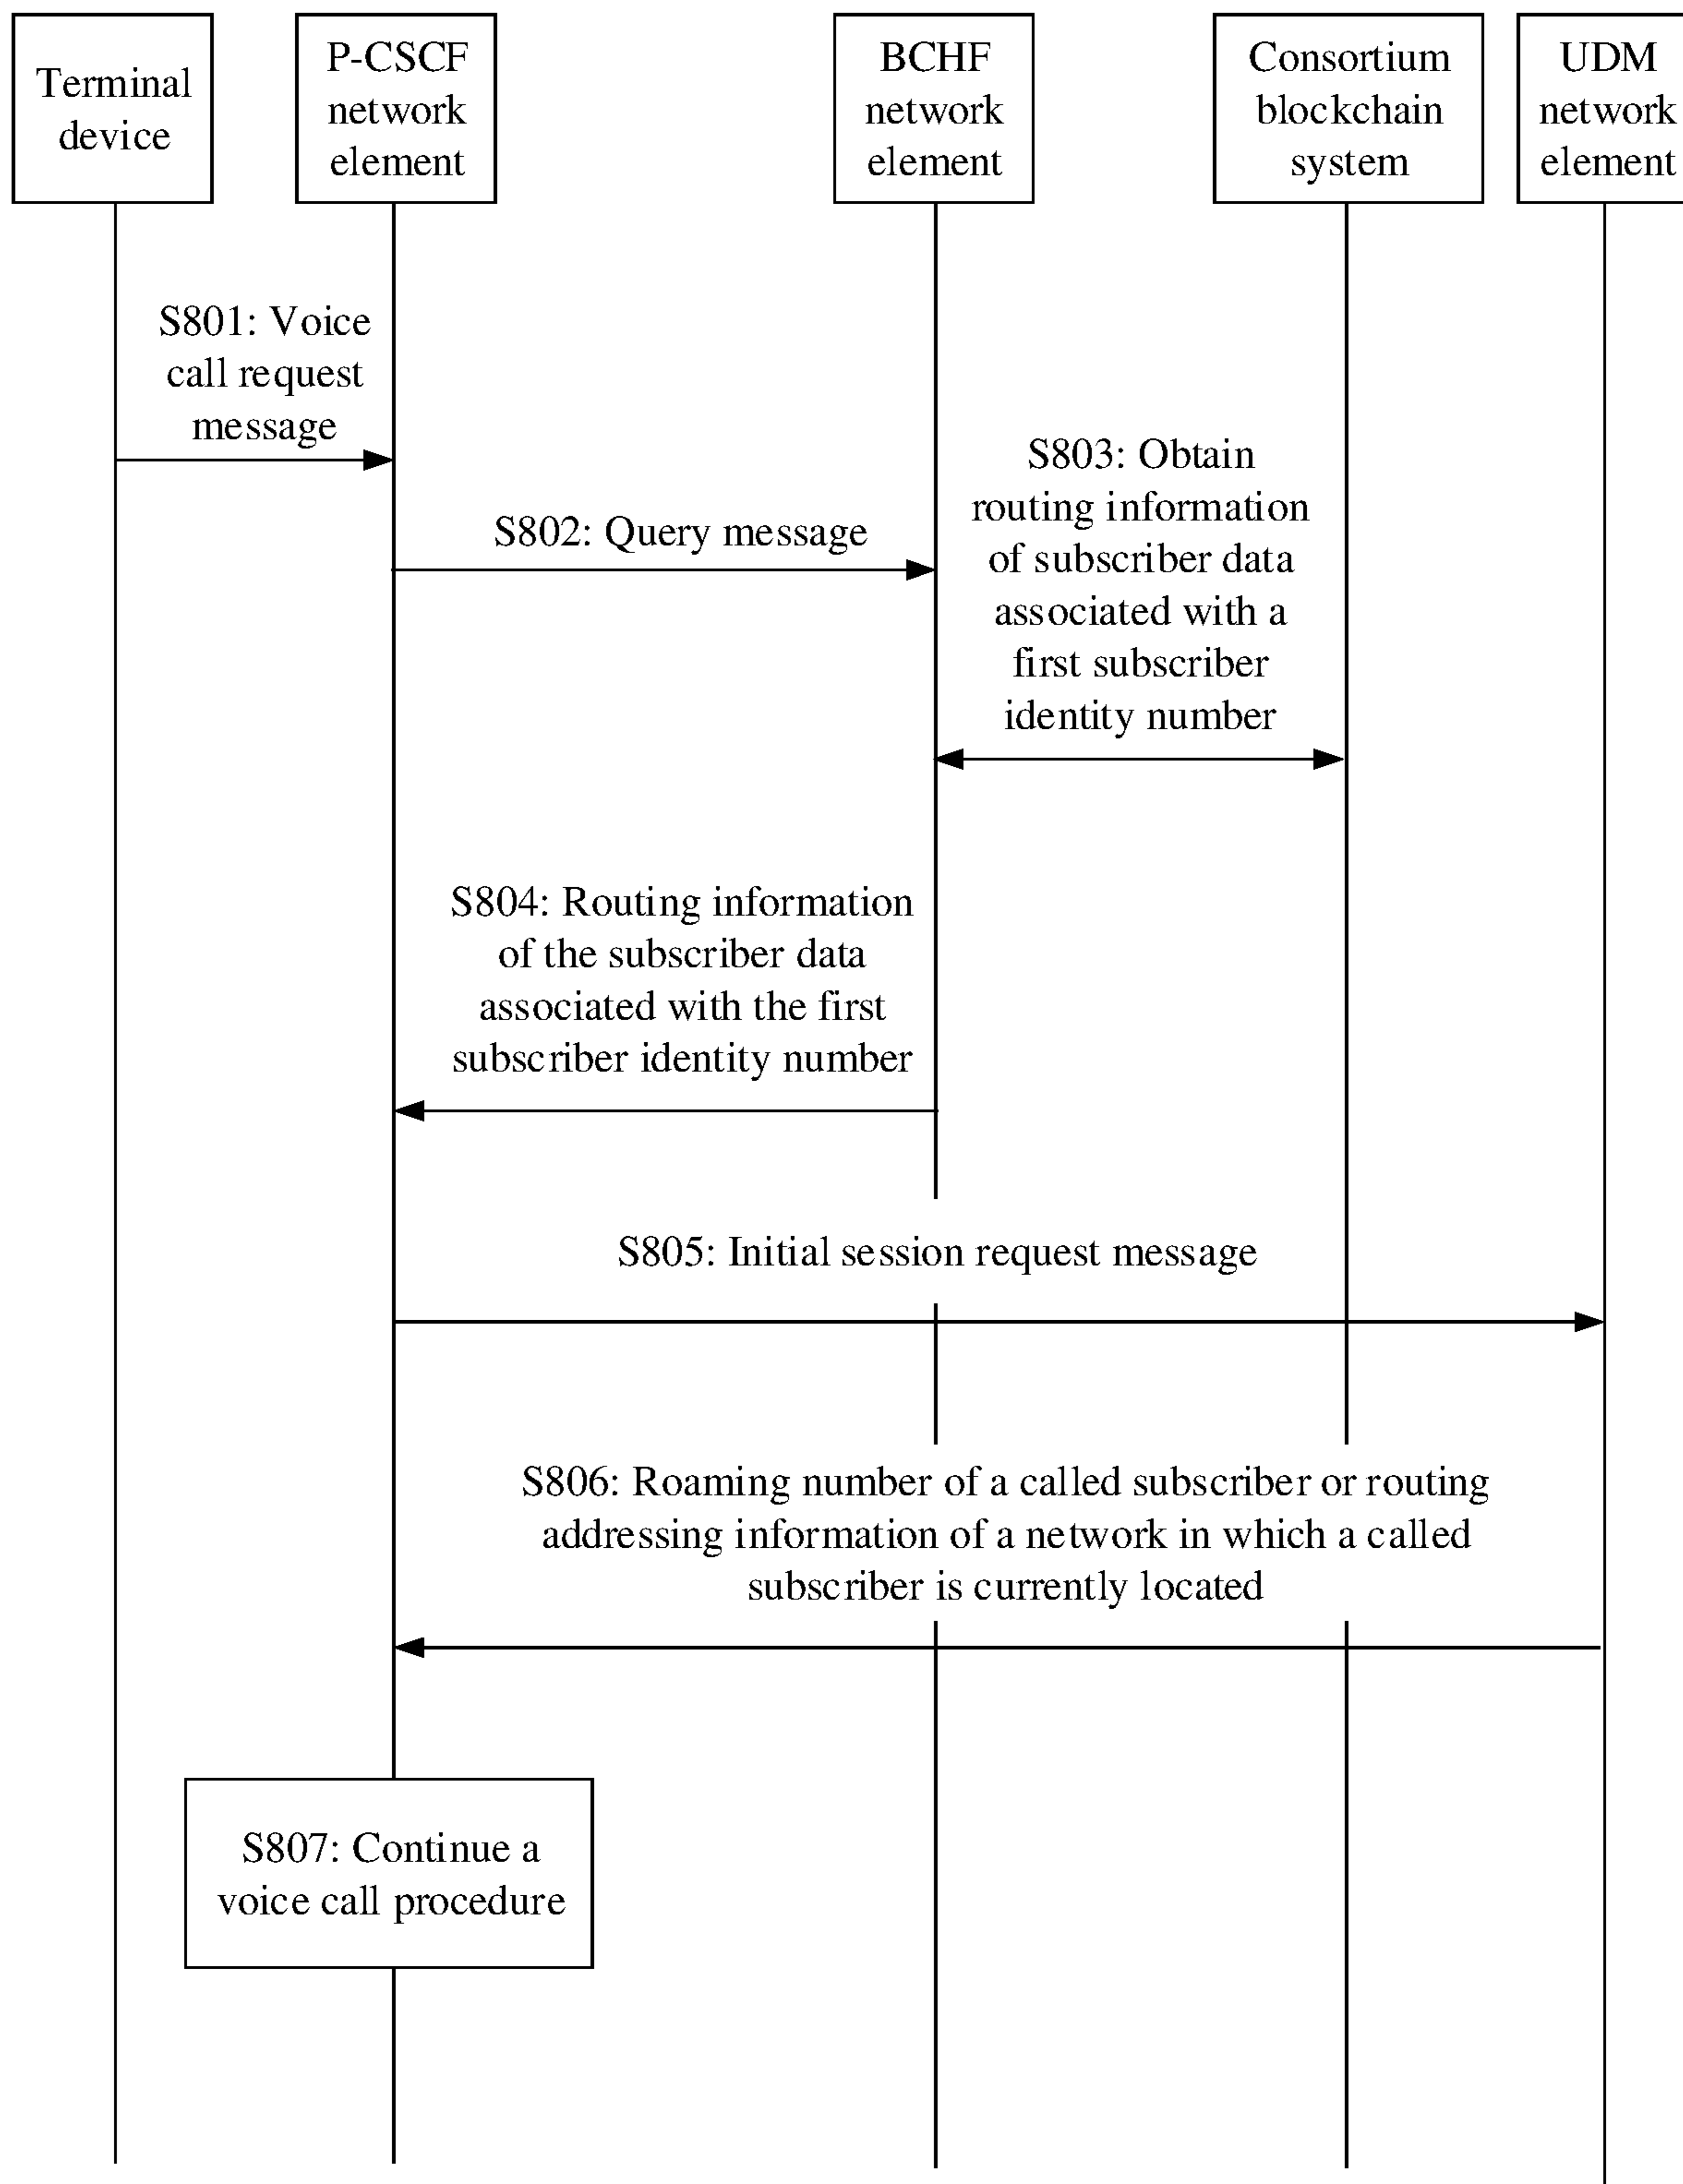 Terminal
device
P-CSCF
network
element
BCHF
network
element
Consortium
blockchain
system
UDM
network
element
S801: Voice
call request
message
S802: Query message
S803: Obtain
routing information
of subscriber data
associated with a
first subscriber
identity number
S804: Routing information
of the subscriber data
associated with the first
subscriber identity number
S805: Initial session request message
S806: Roaming number of a called subscriber or routing
addressing information of a network in which a called
subscriber is currently located
S807: Continue a
voice call procedure